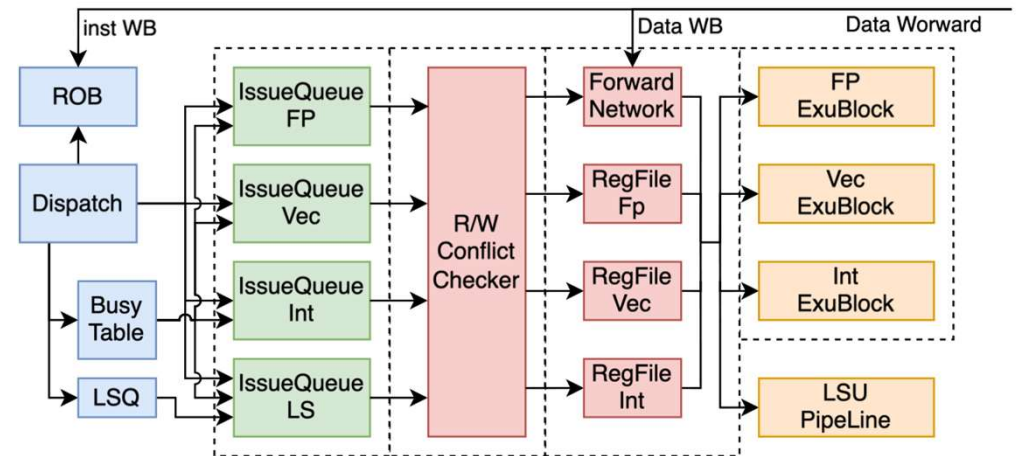 inst WB
Data WB
Data Worward
ROB
Dispatch
Busy
Table
LSQ
IssueQueue
FP
IssueQueue
Vec
IssueQueue
Int
IssueQueue
LS
R/W
Conflict
Checker
Forward
Network
RegFile
Fp
RegFile
Vec
RegFile
Int
FP
ExuBlock
Vec
ExuBlock
Int
ExuBlock
LSU
PipeLine